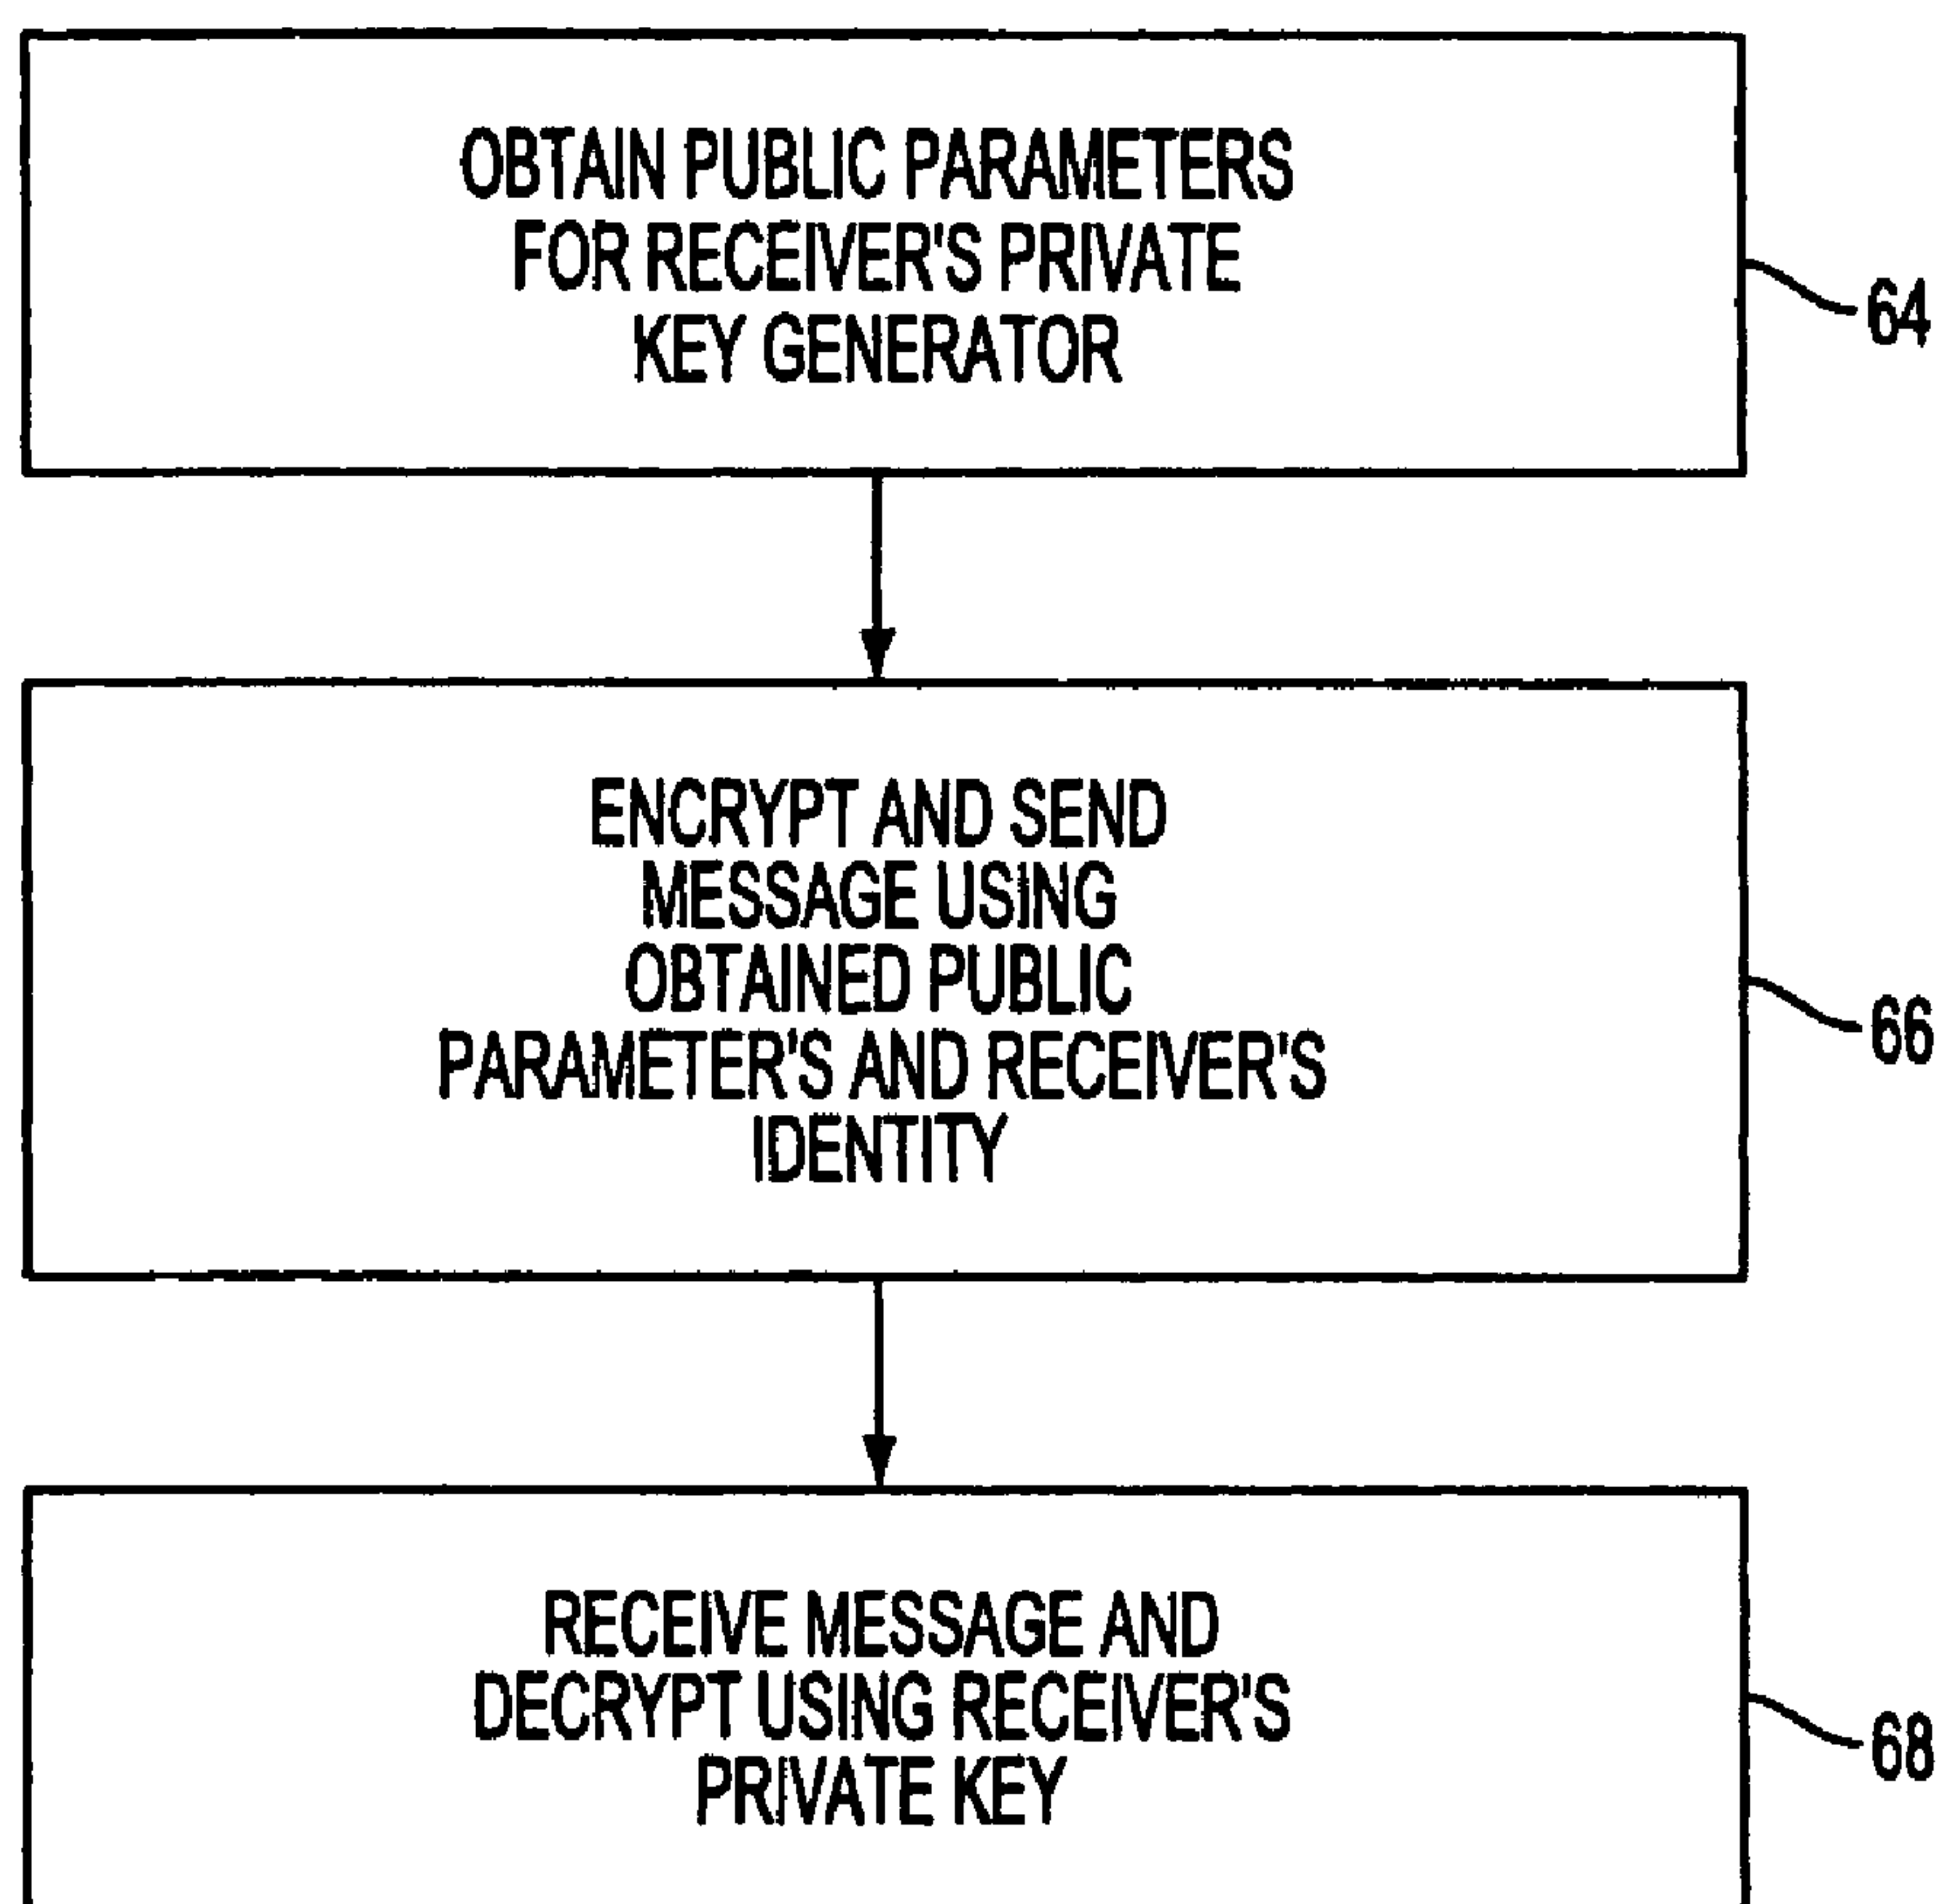 OBTAIN PUBLIC PARAMETERS
FOR RECEIVER'S PRIVATE
KEY GENERATOR
64
ENCRYPT AND SEND
MESSAGE USING
OBTAINED PUBLIC
PARAMETER'S AND RECEIVER'S
IDENTITY
66
RECEIVE MESSAGE AND
DECRYPT USING RECEIVER'S
PRIVATE KEY
68